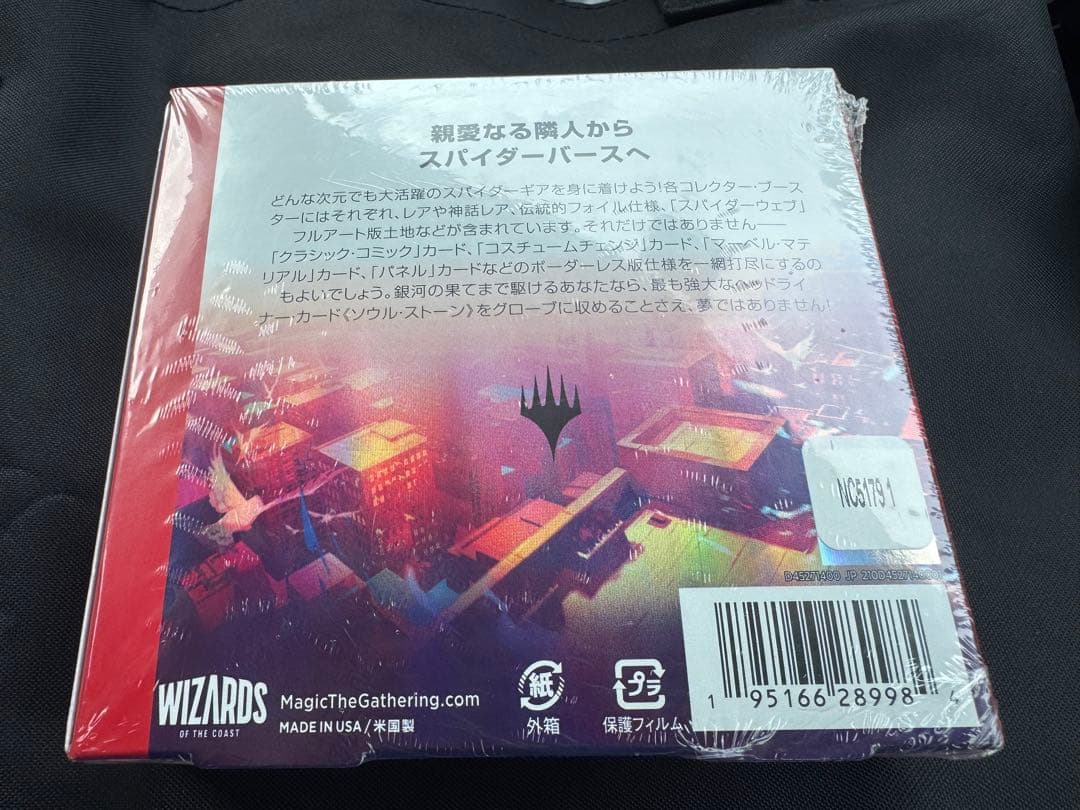 親愛なる隣人から
スパイダーバースへ
どんな次元でも大活躍のスパイダーギアを身に着けよう!各コレクター・ブース
ターにはそれぞれ、レアや神話レア、伝統的フォイル仕様、「スパイダーウェブ」
フルアート版土地などが含まれています。それだけではありません――
「クラシック・コミック」カード、「コスチュームチェンジ」カード、「マーベル・マテ
リアル」カード、「パネル」カードなどのボーダーレス版仕様を一網打尽にするの
もよいでしょう。銀河の果てまで駆けるあなたなら、最も強大なヘッドライ
ナー・カード《ソウル・ストーン》をグローブに収めることさえ、夢ではありません!
NC5179 1
D45271400 JP
紙
プラ
1 95166 28998 4
WIZARDS
OF THE COAST
MagicTheGathering.com
MADE IN USA / 米国製
外箱
保護フィルム